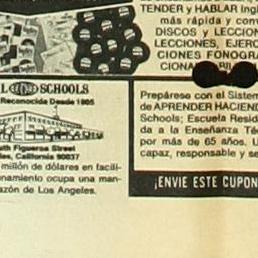 TENDER y HABLAR Ing
más rápida y conv
DISCOS y LECCION
LECCIONES, EJERC
CIONES FONOGRA
CIONAS
L SCHOOLS
Reconocida Desde 1905
th Figueroa Street
les, California 90037
millón de dólares en facili-
namiento ocupa una man-
azón de Los Angeles.
Prepárese con el Sistem
de APRENDER HACIEND
Schools; Escuela Resid
da a la Enseñanza Té
por más de 65 años. U
capaz, responsable y se
¡ENVIE ESTE CUPON